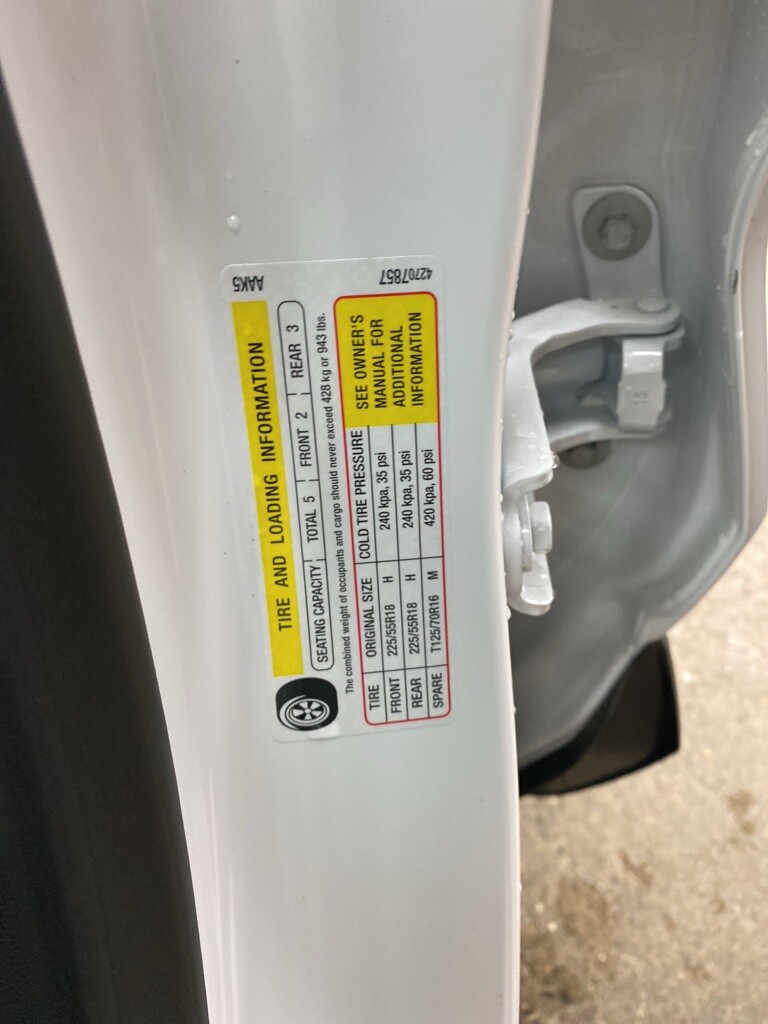 AAK5
42707857
TIRE AND LOADING INFORMATION
SEATING CAPACITY TOTAL 5 FRONT 2 REAR 3
The combined weight of occupants and cargo should never exceed 428 kg or 943 lbs.
TIRE ORIGINAL SIZE COLD TIRE PRESSURE
FRONT 225/55R18 H 240 kpa, 35 psi
REAR 225/55R18 H 240 kpa, 35 psi
SPARE T125/70R16 M 420 kpa, 60 psi
SEE OWNER'S
MANUAL FOR
ADDITIONAL
INFORMATION